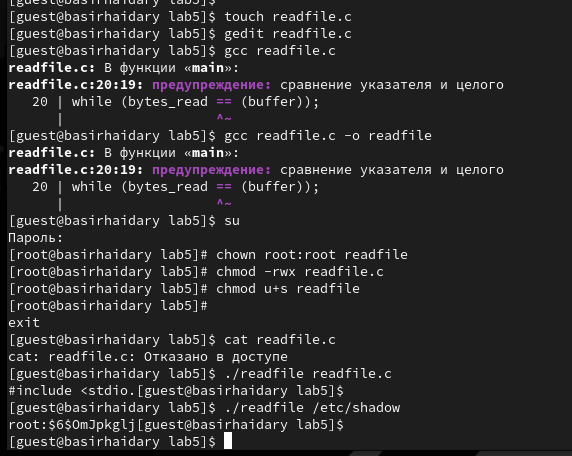 [guest@basirhaidary lab5]$ touch readfile.c
[guest@basirhaidary lab5]$ gedit readfile.c
[guest@basirhaidary lab5]$ gcc readfile.c
readfile.c: В функции «main»:
readfile.c:20:19: предупреждение: сравнение указателя и целого
   20 | while (bytes_read == (buffer));
      |                   ^~
[guest@basirhaidary lab5]$ gcc readfile.c -o readfile
readfile.c: В функции «main»:
readfile.c:20:19: предупреждение: сравнение указателя и целого
   20 | while (bytes_read == (buffer));
      |                   ^~
[guest@basirhaidary lab5]$ su
Пароль:
[root@basirhaidary lab5]# chown root:root readfile
[root@basirhaidary lab5]# chmod -rwx readfile.c
[root@basirhaidary lab5]# chmod u+s readfile
[root@basirhaidary lab5]#
exit
[guest@basirhaidary lab5]$ cat readfile.c
cat: readfile.c: Отказано в доступе
[guest@basirhaidary lab5]$ ./readfile readfile.c
#include <stdio.[guest@basirhaidary lab5]$
[guest@basirhaidary lab5]$ ./readfile /etc/shadow
root:$6$OmJpkglj[guest@basirhaidary lab5]$
[guest@basirhaidary lab5]$